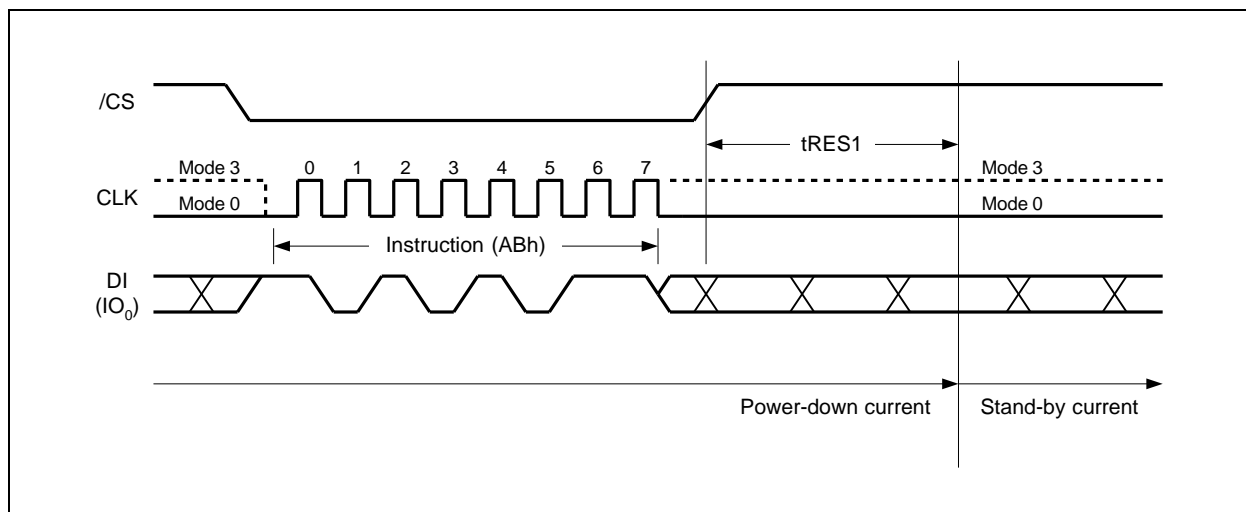 /CS
tRES1
Mode 3 0 1 2 3 4 5 6 7 Mode 3
CLK
Mode 0 Mode 0
Instruction (ABh)
DI
(IO0)
Power-down current Stand-by current